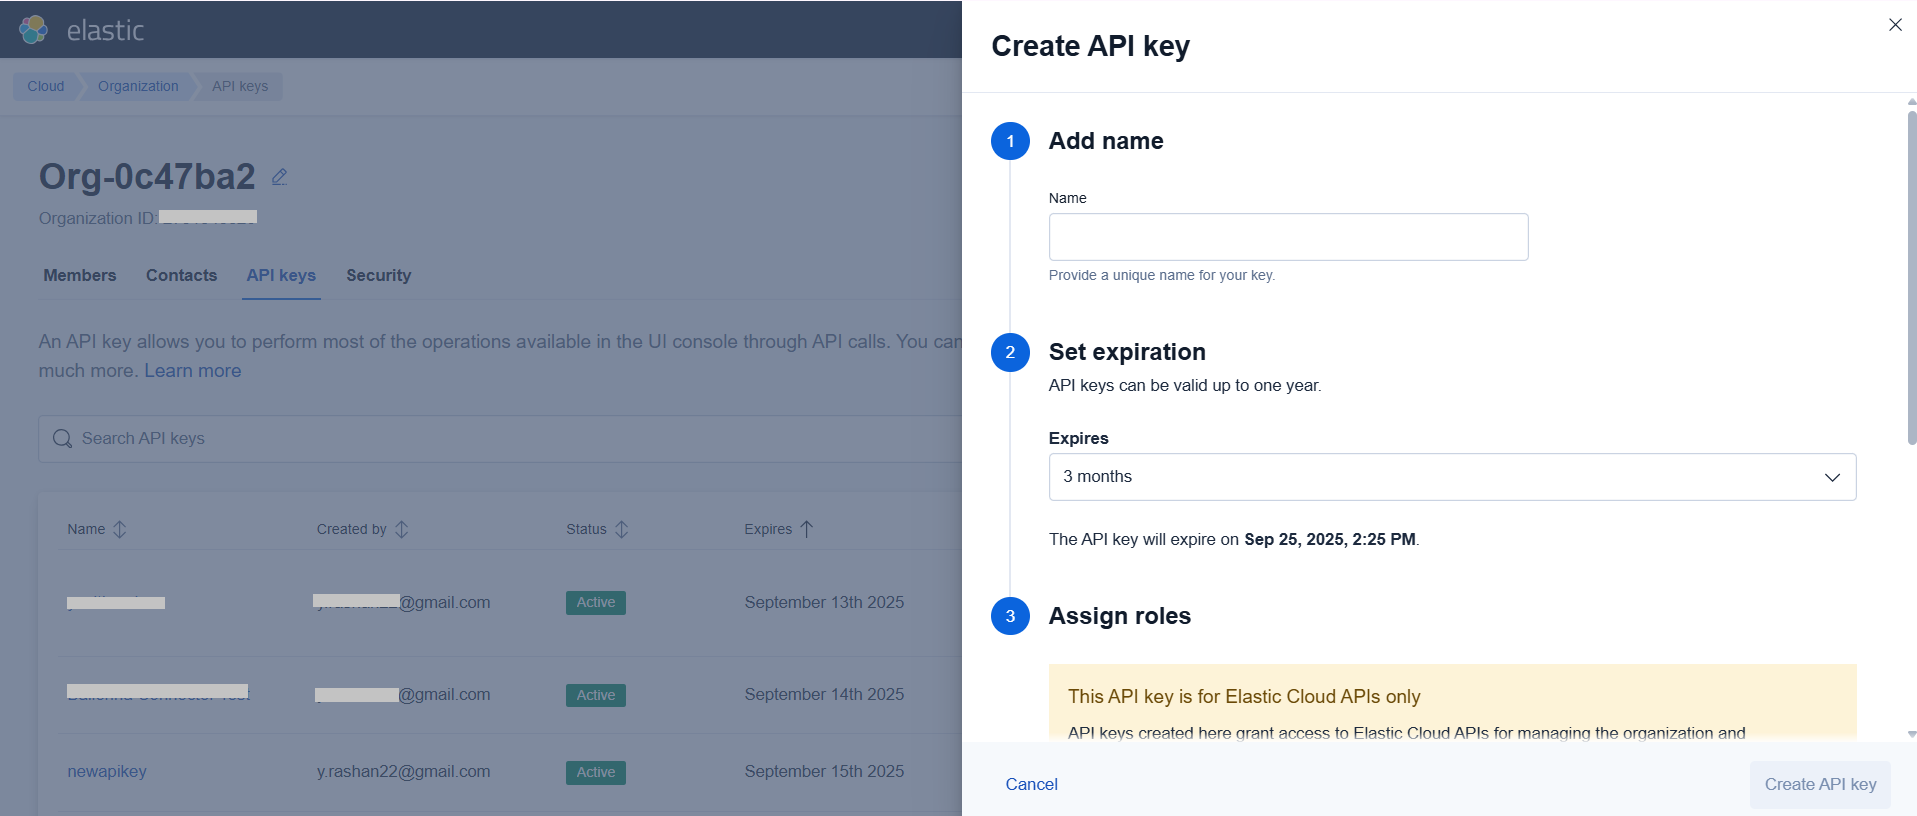 elastic
Cloud
Organization
API keys
Org-0c47ba2
Organization ID:
Members
Contacts
API keys
Security
An API key allows you to perform most of the operations available in the UI console through API calls. You can
much more. Learn more
Search API keys
Name
Created by
Status
Expires
@gmail.com
Active
September 13th 2025
@gmail.com
Active
September 14th 2025
newapikey
y.rashan22@gmail.com
Active
September 15th 2025
Create API key
1
Add name
Name
Provide a unique name for your key.
2
Set expiration
API keys can be valid up to one year.
Expires
3 months
The API key will expire on Sep 25, 2025, 2:25 PM.
3
Assign roles
This API key is for Elastic Cloud APIs only
API keys created here grant access to Elastic Cloud APIs for managing the organization and
Cancel
Create API key